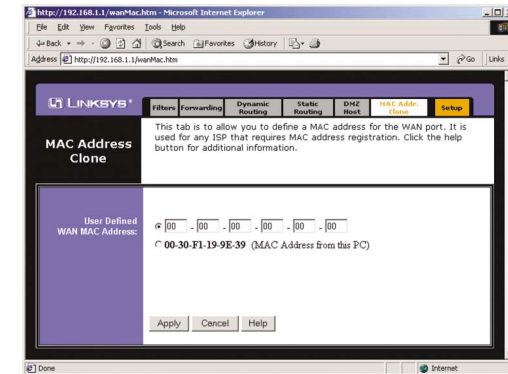 http://192.168.1.1/wanMac.htm - Microsoft Internet Explorer
File Edit View Favorites Tools Help
Back Search Favorites History
Address http://192.168.1.1/wanMac.htm Go Links
LINKSYS®
Filters Forwarding Dynamic Routing Static Routing DMZ Host MAC Addr. Clone Setup
MAC Address
Clone
This tab is to allow you to define a MAC address for the WAN port. It is
used for any ISP that requires MAC address registration. Click the help
button for additional information.
User Defined
WAN MAC Address:
00 - 00 - 00 - 00 - 00 - 00
00-30-F1-19-9E-39 (MAC Address from this PC)
Apply Cancel Help
Done Internet